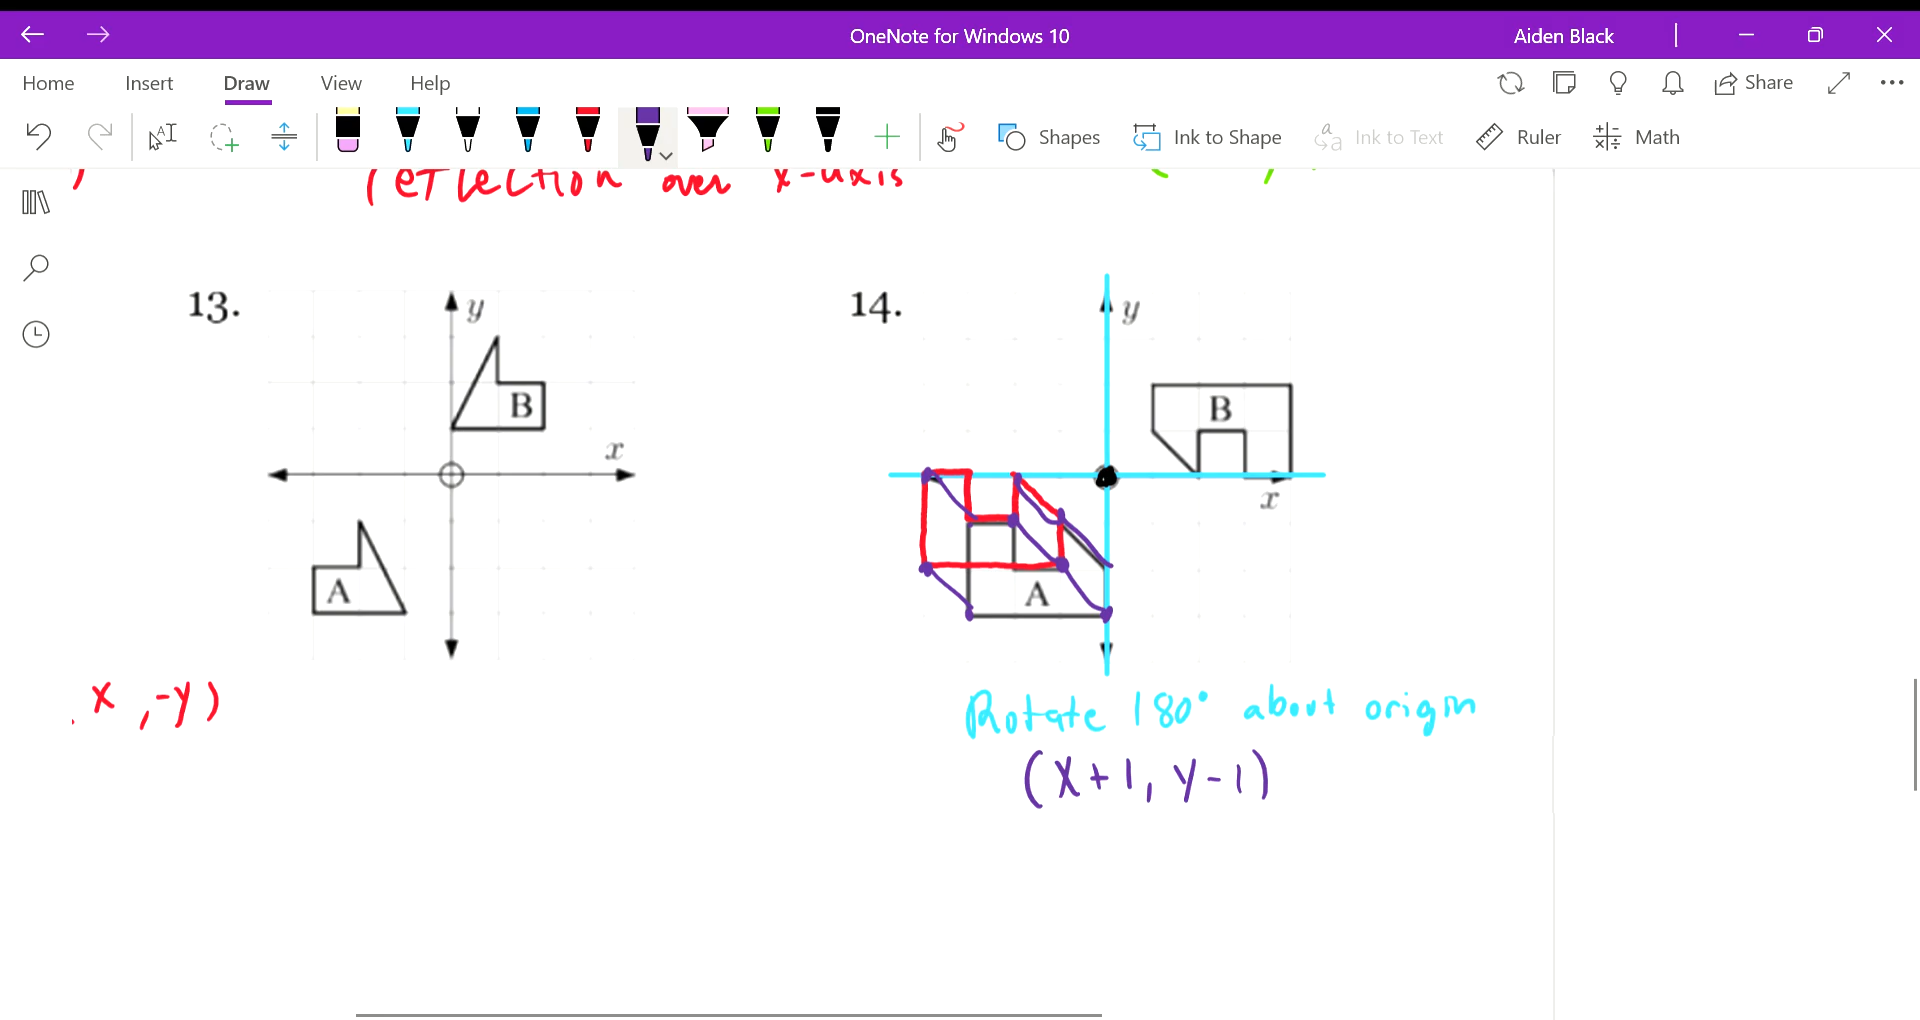 OneNote for Windows 10
Aiden Black
Home Insert Draw View Help
Share
Shapes Ink to Shape Ink to Text Ruler Math
reflection over x-axis
13.
y
B
x
A
x, -y)
14.
y
B
x
A
Rotate 180° about origin
(x+1, y-1)